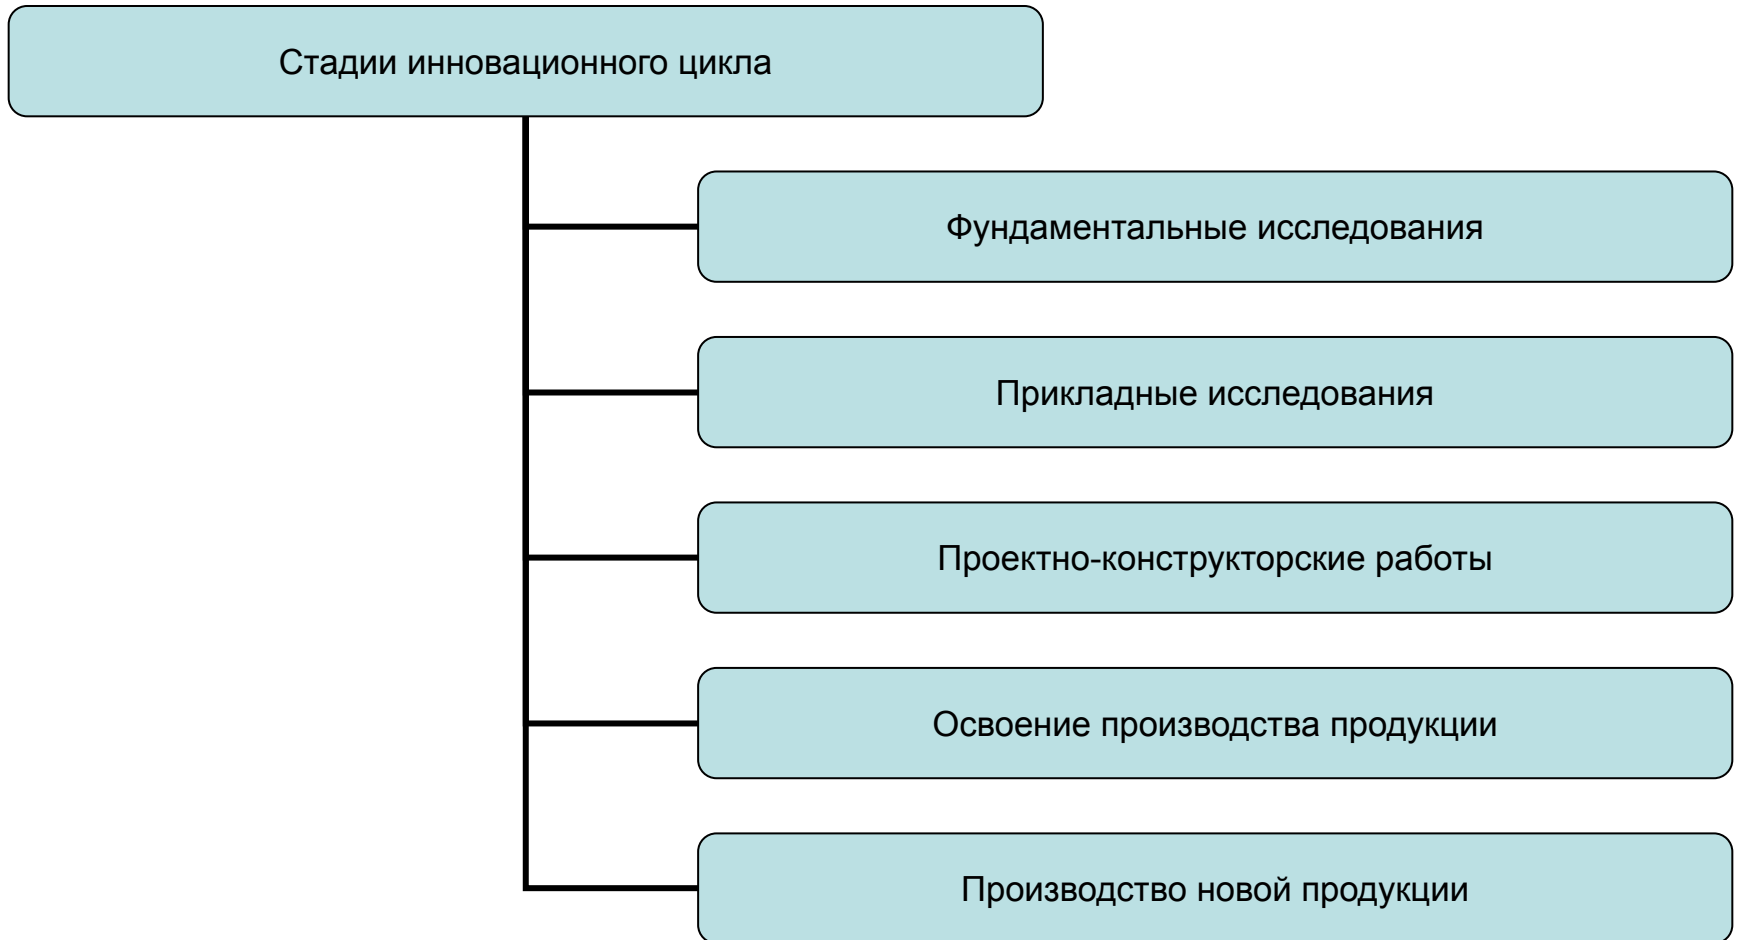 Стадии инновационного цикла
Фундаментальные исследования
Прикладные исследования
Проектно-конструкторские работы
Освоение производства продукции
Производство новой продукции